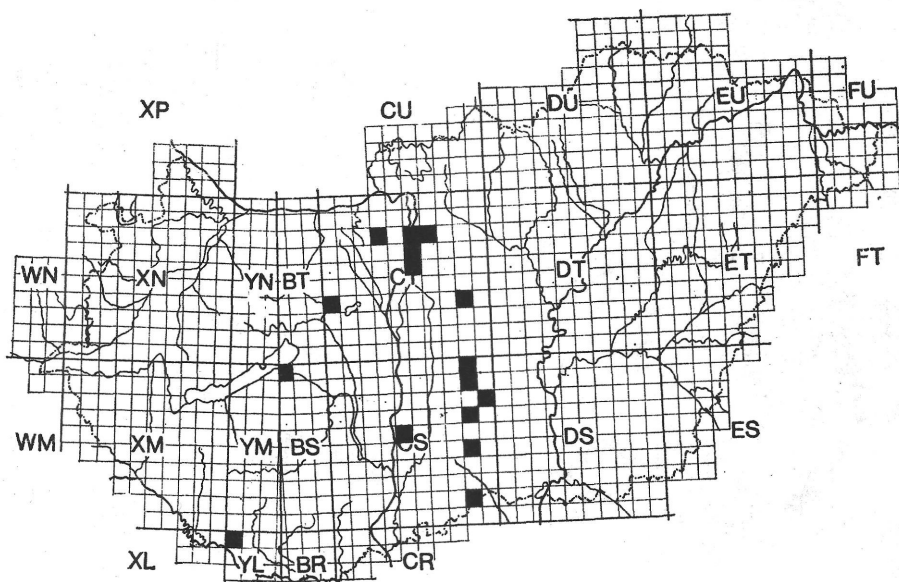 XP CU DU EU FU
WN XN YN BT C DT ET FT
WM XM YM BS CS DS ES
XL YL BR CR